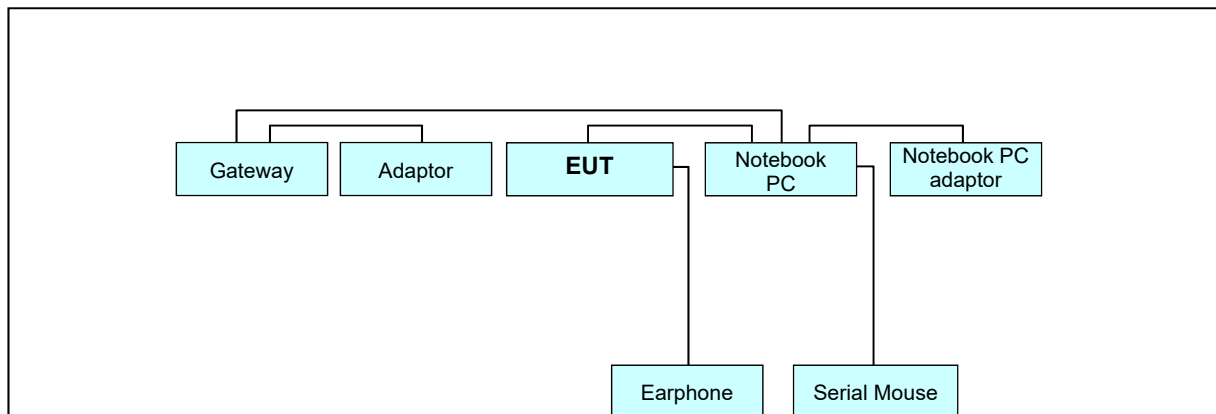 Gateway
Adaptor
EUT
Notebook
PC
Notebook PC
adaptor
Earphone
Serial Mouse